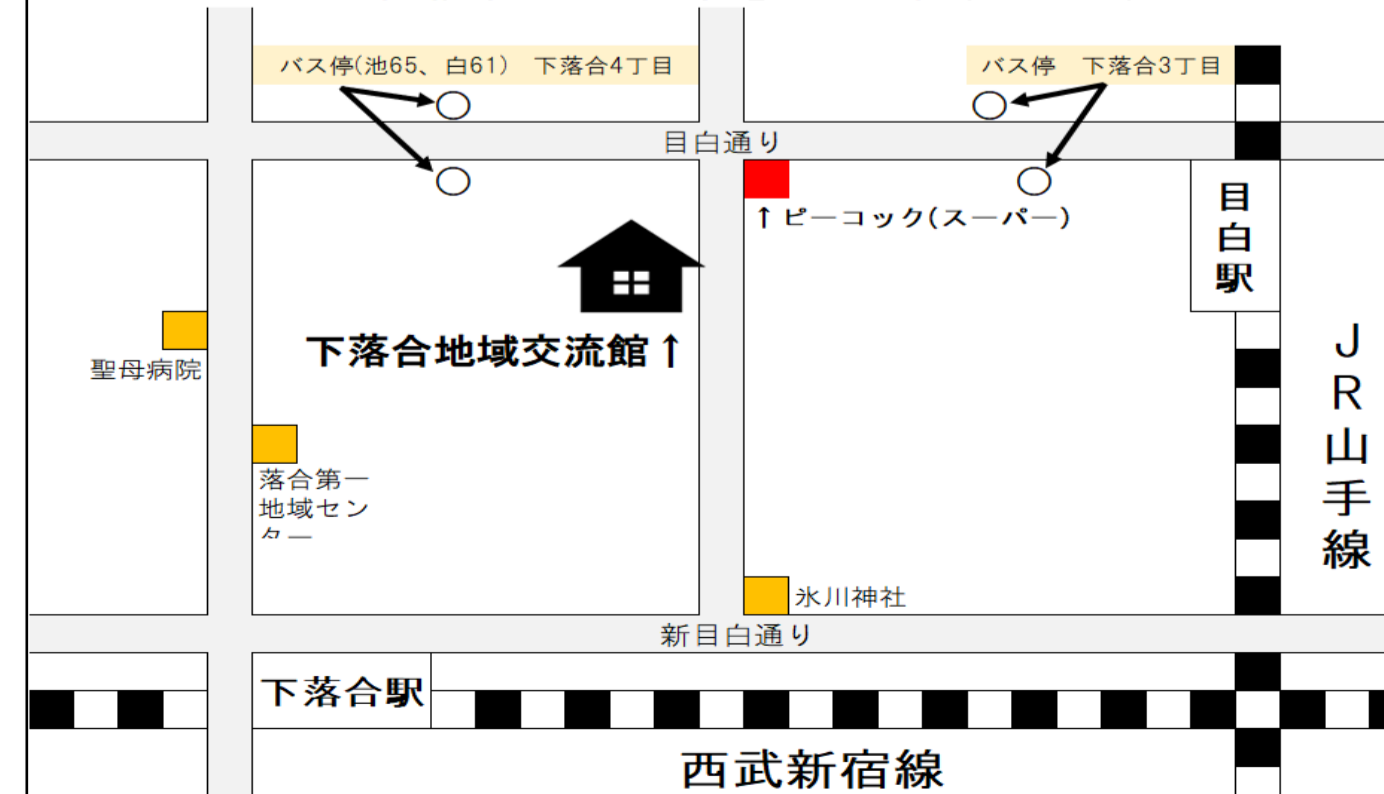 バス停(池65、白61) 下落合4丁目
バス停 下落合3丁目
目白通り
↑ピーコック(スーパー)
目白駅
聖母病院
下落合地域交流館↑
JR山手線
落合第一
地域セン
ター
氷川神社
新目白通り
下落合駅
西武新宿線